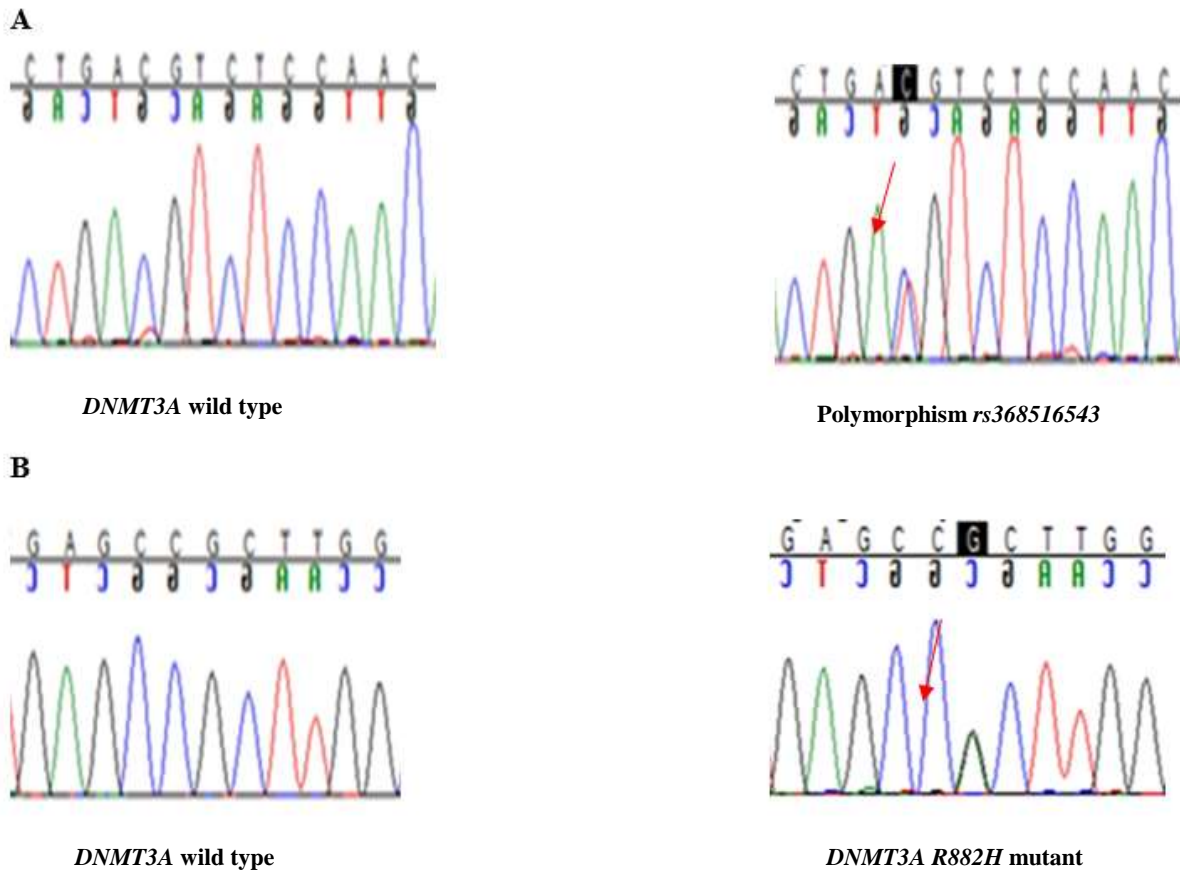 A
C T G A C G T C T C C A A C
G A C T G C A G A G G T T G
C T G A C G T C T C C A A C
G A C T G C A G A G G T T G
DNMT3A wild type
Polymorphism rs368516543
B
G A G C C G C T T G G
C T C G G C G A A C C
G A G C C G C T T G G
C T C G G C G A A C C
DNMT3A wild type
DNMT3A R882H mutant